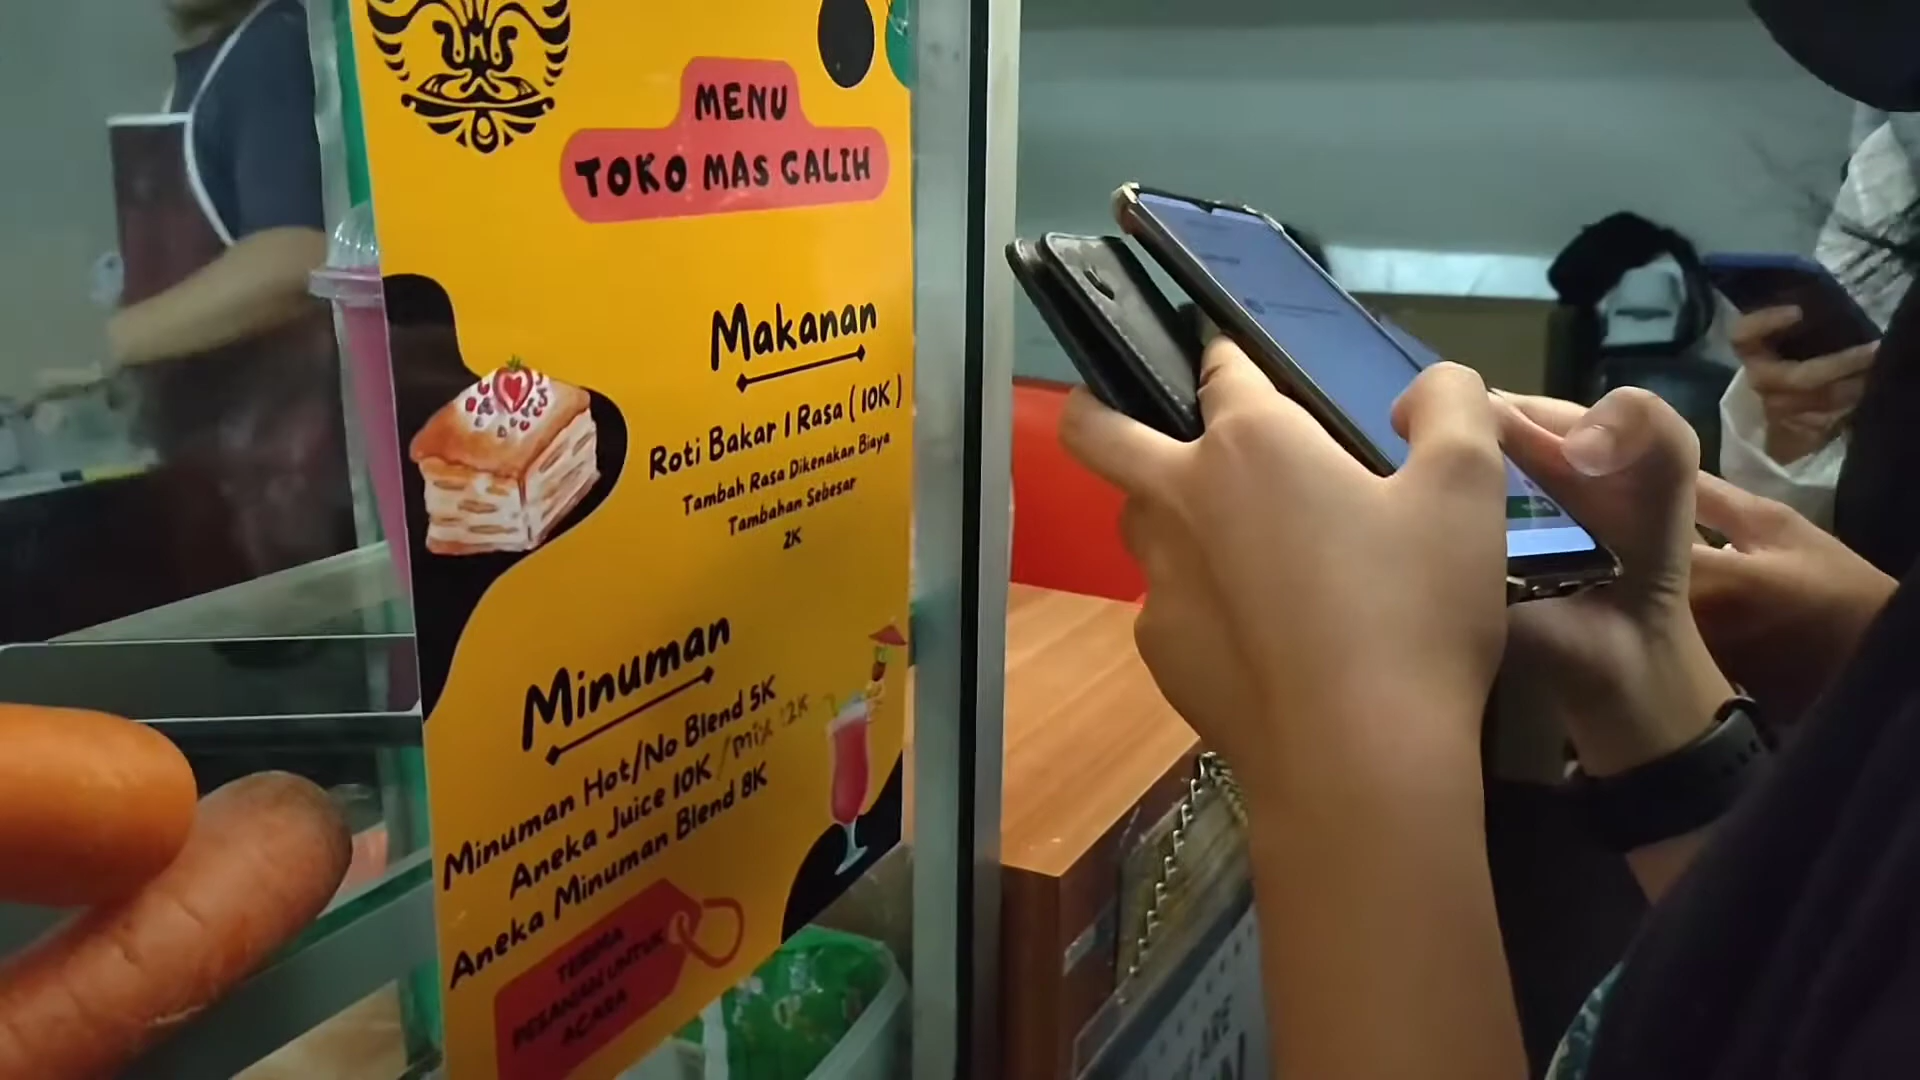 MENU
TOKO MAS GALIH
Makanan
Roti Bakar 1 Rasa (10K)
Tambah Rasa Dikenakan Biaya
Tambahan Sebesar
2K
Minuman
Minuman Hot/No Blend 5K
Aneka Juice 10K /mix 12K
Aneka Minuman Blend 8K
TERIMA
PESANAN UNTUK
ACARA
ARE